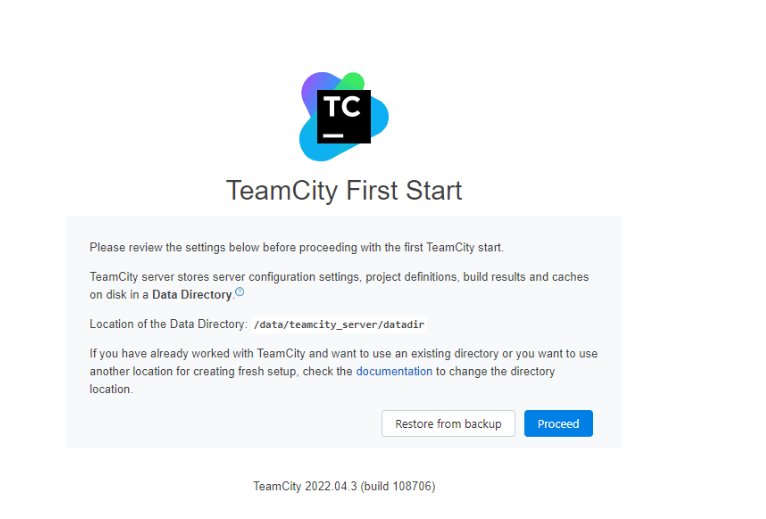 TC
TeamCity First Start
Please review the settings below before proceeding with the first TeamCity start.
TeamCity server stores server configuration settings, project definitions, build results and caches
on disk in a Data Directory.?
Location of the Data Directory: /data/teamcity_server/datadir
If you have already worked with TeamCity and want to use an existing directory or you want to use
another location for creating fresh setup, check the documentation to change the directory
location.
Restore from backup Proceed
TeamCity 2022.04.3 (build 108706)